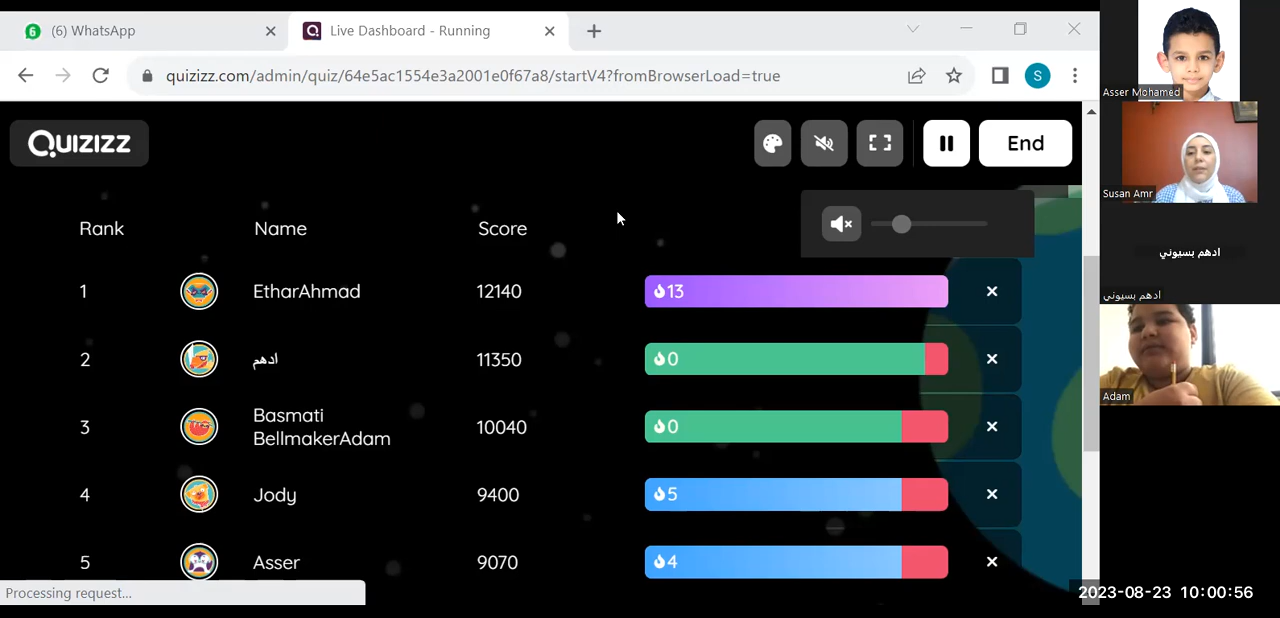 (6) WhatsApp
Live Dashboard - Running
quizizz.com/admin/quiz/64e5ac1554e3a2001e0f67a8/startV4?fromBrowserLoad=true
S
Quizizz
End
Rank Name Score
1 EtharAhmad 12140 13
2 ادهم 11350 0
3 Basmati BellmakerAdam 10040 0
4 Jody 9400 5
5 Asser 9070 4
Processing request...
Asser Mohamed
Susan Amr
ادهم بسيوني
ادهم بسيوني
Adam
2023-08-23 10:00:56